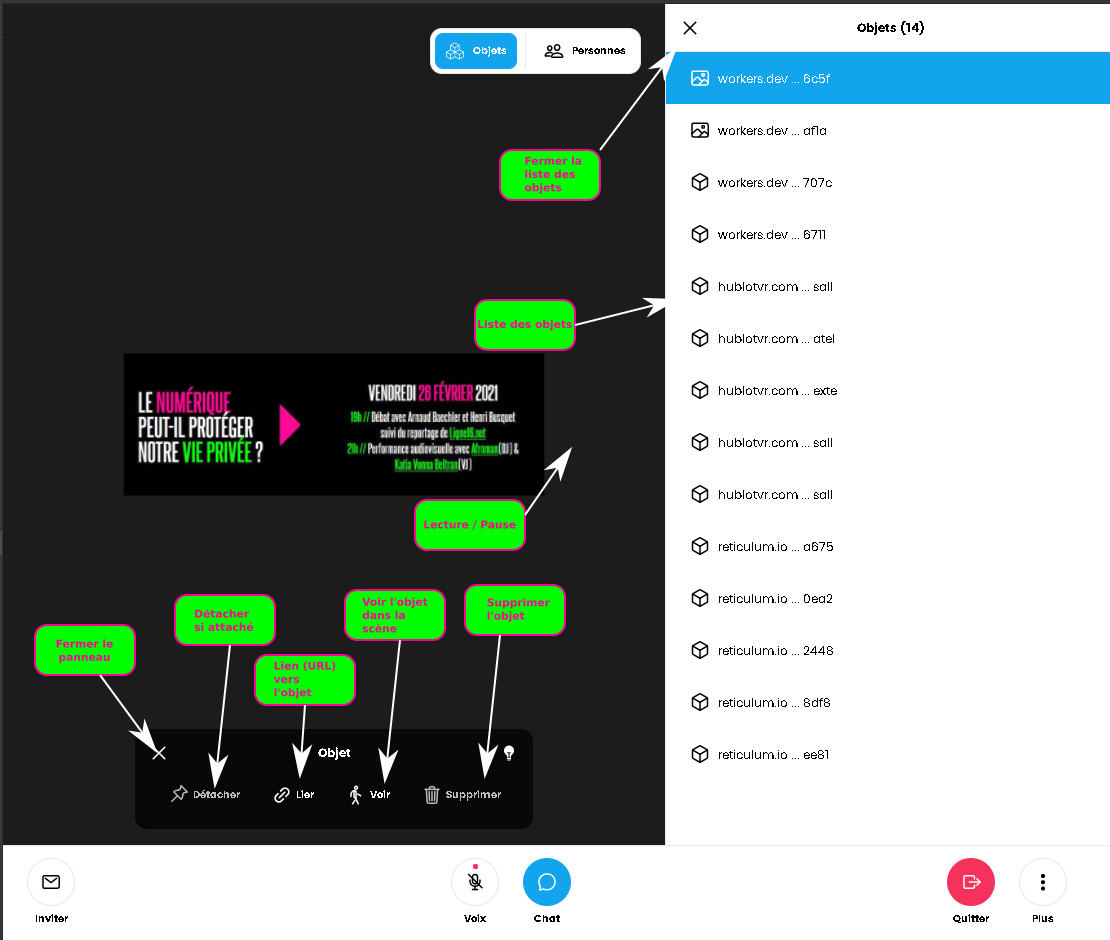 Objets
Personnes
Objets (14)
workers.dev ... 6c5f
workers.dev ... af1a
workers.dev ... 707c
workers.dev ... 6711
hublotvr.com ... sall
hublotvr.com ... atel
hublotvr.com ... exte
hublotvr.com ... sall
hublotvr.com ... sall
reticulum.io ... a675
reticulum.io ... 0ea2
reticulum.io ... 2448
reticulum.io ... 8df8
reticulum.io ... ee81
Fermer la
liste des
objets
Liste des objets
LE NUMÉRIQUE
PEUT-IL PROTÉGER
NOTRE VIE PRIVÉE ?
VENDREDI 26 FÉVRIER 2021
19h // Débat avec Arnaud Baechler et Henri Busquet
suivi du reportage de Ligne16.net
21h // Performance audiovisuelle avec Afroman(DJ) &
Katia Vonna Beltran(VJ)
Lecture / Pause
Fermer le
panneau
Détacher
si attaché
Lien (URL)
vers
l'objet
Voir l'objet
dans la
scène
Supprimer
l'objet
Objet
Détacher
Lier
Voir
Supprimer
Inviter
Voix
Chat
Quitter
Plus